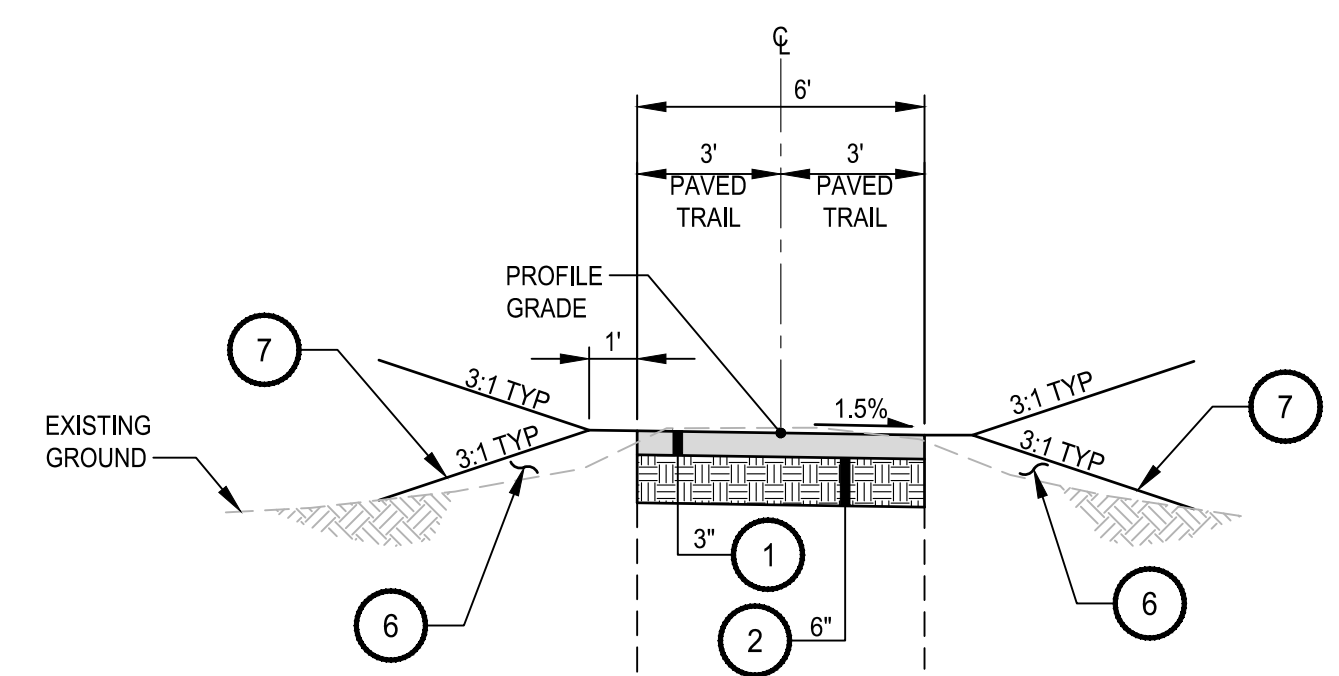 ℄
6'
3'
PAVED
TRAIL
3'
PAVED
TRAIL
PROFILE
GRADE
1'
7
3:1 TYP
3:1 TYP
EXISTING
GROUND
1.5%
3:1 TYP
3:1 TYP
7
3"
1
6
2
6"
6